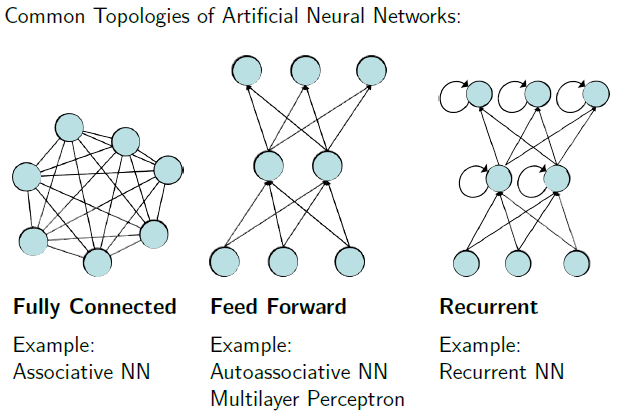 Common Topologies of Artificial Neural Networks:
Fully Connected
Example:
Associative NN
Feed Forward
Example:
Autoassociative NN
Multilayer Perceptron
Recurrent
Example:
Recurrent NN